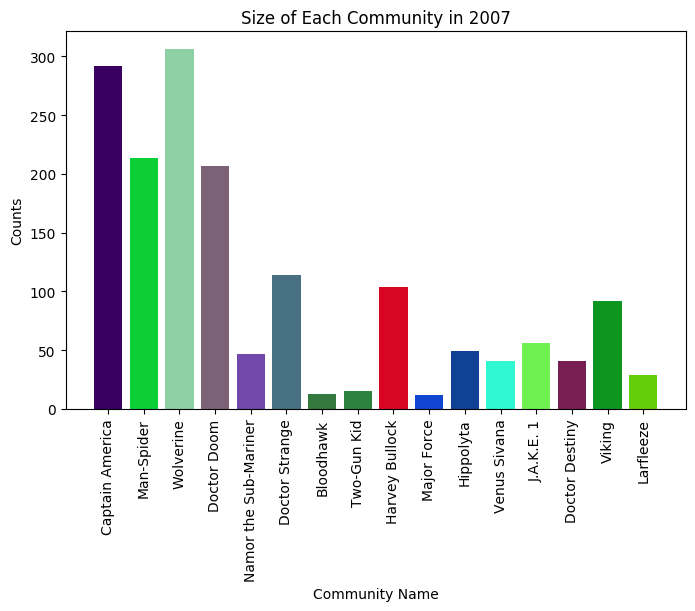 Size of Each Community in 2007
Counts
300
250
200
150
100
50
0
Captain America
Man-Spider
Wolverine
Doctor Doom
Namor the Sub-Mariner
Doctor Strange
Bloodhawk
Two-Gun Kid
Harvey Bullock
Major Force
Hippolyta
Venus Sivana
J.A.K.E. 1
Doctor Destiny
Viking
Larfleeze
Community Name